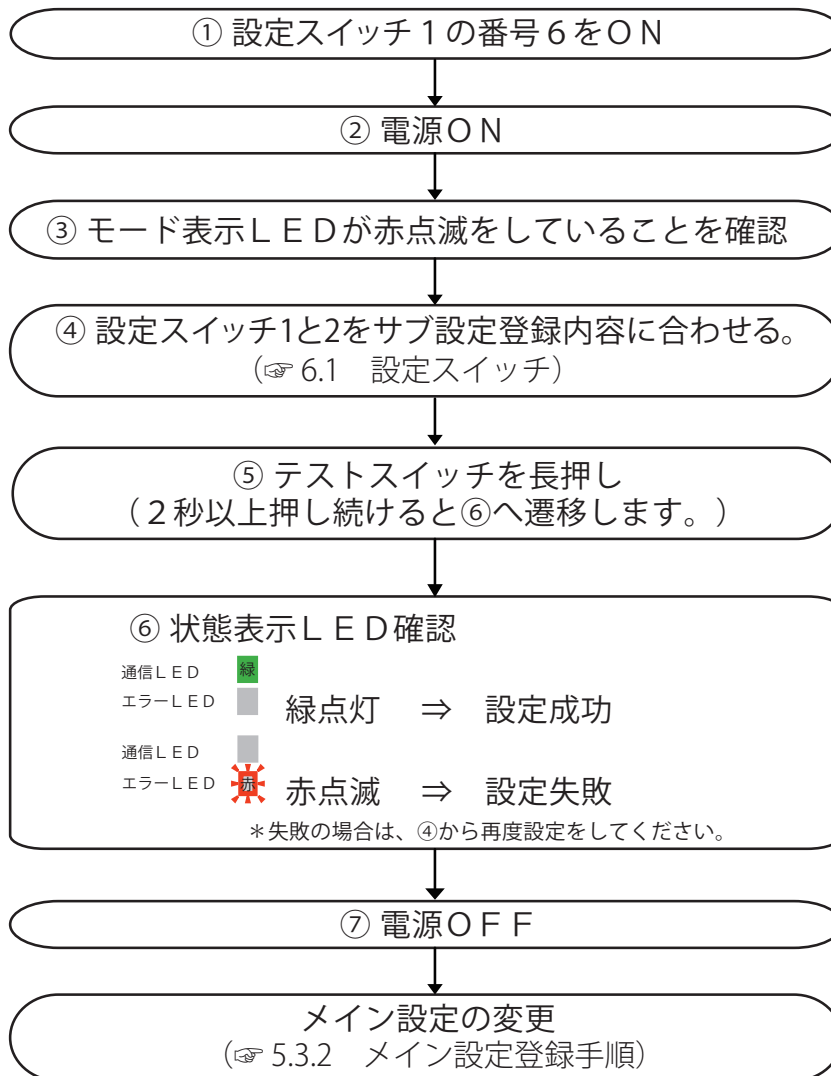 ① 設定スイッチ１の番号６をＯＮ
② 電源ＯＮ
③ モード表示ＬＥＤが赤点滅をしていることを確認
④ 設定スイッチ1と2をサブ設定登録内容に合わせる。
（☞ 6.1　設定スイッチ）
⑤ テストスイッチを長押し
（２秒以上押し続けると⑥へ遷移します。）
⑥ 状態表示ＬＥＤ確認
通信ＬＥＤ 緑
エラーＬＥＤ 緑点灯 ⇒ 設定成功
通信ＬＥＤ
エラーＬＥＤ 赤 赤点滅 ⇒ 設定失敗
＊失敗の場合は、④から再度設定をしてください。
⑦ 電源ＯＦＦ
メイン設定の変更
（☞ 5.3.2　メイン設定登録手順）